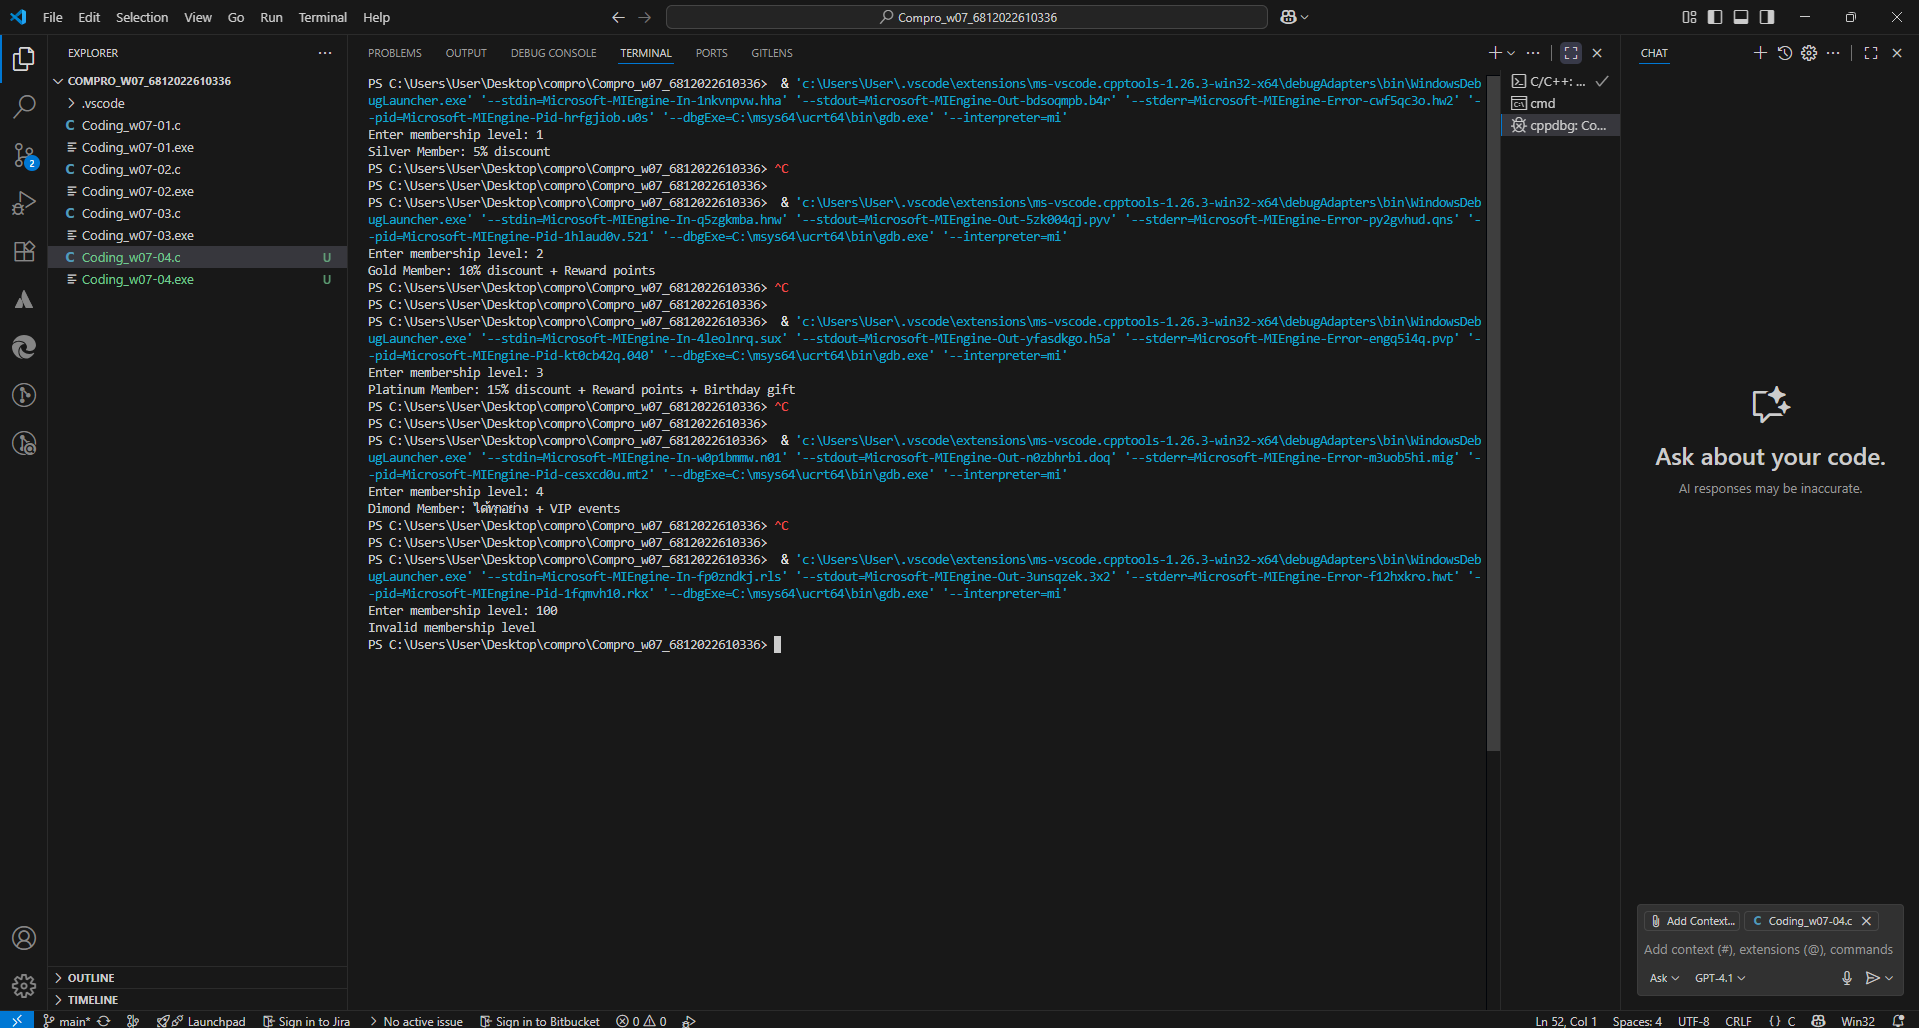 File Edit Selection View Go Run Terminal Help
Compro_w07_6812022610336
EXPLORER
COMPRO_W07_6812022610336
.vscode
C Coding_w07-01.c
Coding_w07-01.exe
C Coding_w07-02.c
Coding_w07-02.exe
C Coding_w07-03.c
Coding_w07-03.exe
C Coding_w07-04.c U
Coding_w07-04.exe U
2
OUTLINE
TIMELINE
PROBLEMS OUTPUT DEBUG CONSOLE TERMINAL PORTS GITLENS
PS C:\Users\User\Desktop\compro\Compro_w07_6812022610336>  & 'c:\Users\User\.vscode\extensions\ms-vscode.cpptools-1.26.3-win32-x64\debugAdapters\bin\WindowsDeb
ugLauncher.exe' '--stdin=Microsoft-MIEngine-In-1nkvnpvw.hha' '--stdout=Microsoft-MIEngine-Out-bdsoqmpb.b4r' '--stderr=Microsoft-MIEngine-Error-cwf5qc3o.hw2' '-
-pid=Microsoft-MIEngine-Pid-hrfgjiob.u0s' '--dbgExe=C:\msys64\ucrt64\bin\gdb.exe' '--interpreter=mi'
Enter membership level: 1
Silver Member: 5% discount
PS C:\Users\User\Desktop\compro\Compro_w07_6812022610336> ^C
PS C:\Users\User\Desktop\compro\Compro_w07_6812022610336>
PS C:\Users\User\Desktop\compro\Compro_w07_6812022610336>  & 'c:\Users\User\.vscode\extensions\ms-vscode.cpptools-1.26.3-win32-x64\debugAdapters\bin\WindowsDeb
ugLauncher.exe' '--stdin=Microsoft-MIEngine-In-q5zgkmba.hnw' '--stdout=Microsoft-MIEngine-Out-5zk004qj.pyv' '--stderr=Microsoft-MIEngine-Error-py2gvhud.qns' '-
-pid=Microsoft-MIEngine-Pid-1hlaud0v.521' '--dbgExe=C:\msys64\ucrt64\bin\gdb.exe' '--interpreter=mi'
Enter membership level: 2
Gold Member: 10% discount + Reward points
PS C:\Users\User\Desktop\compro\Compro_w07_6812022610336> ^C
PS C:\Users\User\Desktop\compro\Compro_w07_6812022610336>
PS C:\Users\User\Desktop\compro\Compro_w07_6812022610336>  & 'c:\Users\User\.vscode\extensions\ms-vscode.cpptools-1.26.3-win32-x64\debugAdapters\bin\WindowsDeb
ugLauncher.exe' '--stdin=Microsoft-MIEngine-In-4leolnrq.sux' '--stdout=Microsoft-MIEngine-Out-yfasdkgo.h5a' '--stderr=Microsoft-MIEngine-Error-engq5i4q.pvp' '-
-pid=Microsoft-MIEngine-Pid-kt0cb42q.040' '--dbgExe=C:\msys64\ucrt64\bin\gdb.exe' '--interpreter=mi'
Enter membership level: 3
Platinum Member: 15% discount + Reward points + Birthday gift
PS C:\Users\User\Desktop\compro\Compro_w07_6812022610336> ^C
PS C:\Users\User\Desktop\compro\Compro_w07_6812022610336>
PS C:\Users\User\Desktop\compro\Compro_w07_6812022610336>  & 'c:\Users\User\.vscode\extensions\ms-vscode.cpptools-1.26.3-win32-x64\debugAdapters\bin\WindowsDeb
ugLauncher.exe' '--stdin=Microsoft-MIEngine-In-w0p1bmmw.n01' '--stdout=Microsoft-MIEngine-Out-n0zbhrbi.doq' '--stderr=Microsoft-MIEngine-Error-m3uob5hi.mig' '-
-pid=Microsoft-MIEngine-Pid-cesxcd0u.mt2' '--dbgExe=C:\msys64\ucrt64\bin\gdb.exe' '--interpreter=mi'
Enter membership level: 4
Dimond Member: ได้ทุกอย่าง + VIP events
PS C:\Users\User\Desktop\compro\Compro_w07_6812022610336> ^C
PS C:\Users\User\Desktop\compro\Compro_w07_6812022610336>
PS C:\Users\User\Desktop\compro\Compro_w07_6812022610336>  & 'c:\Users\User\.vscode\extensions\ms-vscode.cpptools-1.26.3-win32-x64\debugAdapters\bin\WindowsDeb
ugLauncher.exe' '--stdin=Microsoft-MIEngine-In-fp0zndkj.rls' '--stdout=Microsoft-MIEngine-Out-3unsqzek.3x2' '--stderr=Microsoft-MIEngine-Error-f12hxkro.hwt' '-
-pid=Microsoft-MIEngine-Pid-1fqmvh10.rkx' '--dbgExe=C:\msys64\ucrt64\bin\gdb.exe' '--interpreter=mi'
Enter membership level: 100
Invalid membership level
PS C:\Users\User\Desktop\compro\Compro_w07_6812022610336>
C/C++: ...
cmd
cppdbg: Co...
CHAT
Ask about your code.
AI responses may be inaccurate.
Add Context... C Coding_w07-04.c
Add context (#), extensions (@), commands
Ask GPT-4.1
main* Launchpad Sign in to Jira No active issue Sign in to Bitbucket 0 0
Ln 52, Col 1 Spaces: 4 UTF-8 CRLF {} C Win32